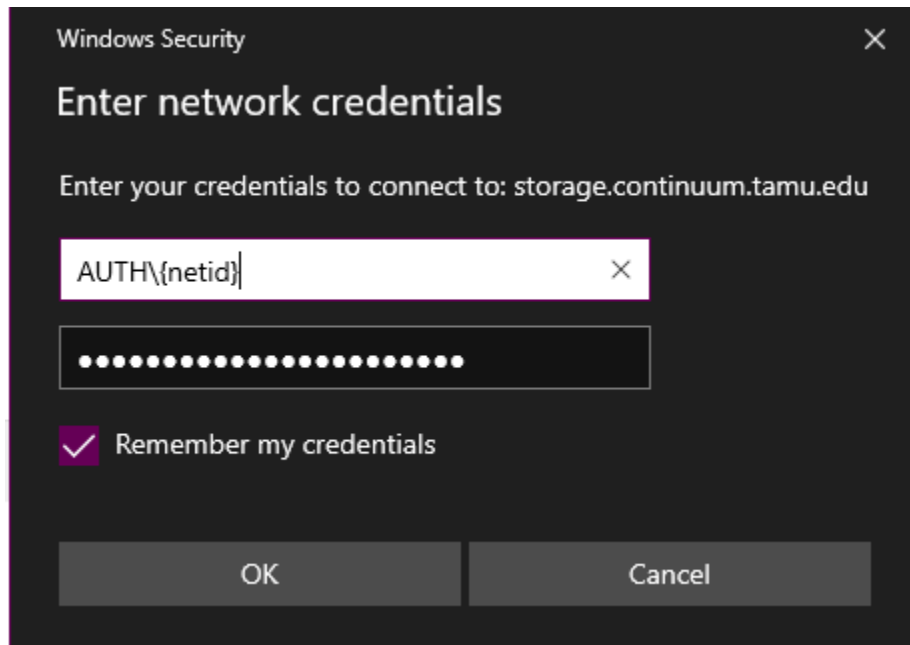 Windows Security
Enter network credentials
Enter your credentials to connect to: storage.continuum.tamu.edu
AUTH\{netid}
●●●●●●●●●●●●●●●●●●●●●●●
Remember my credentials
OK Cancel